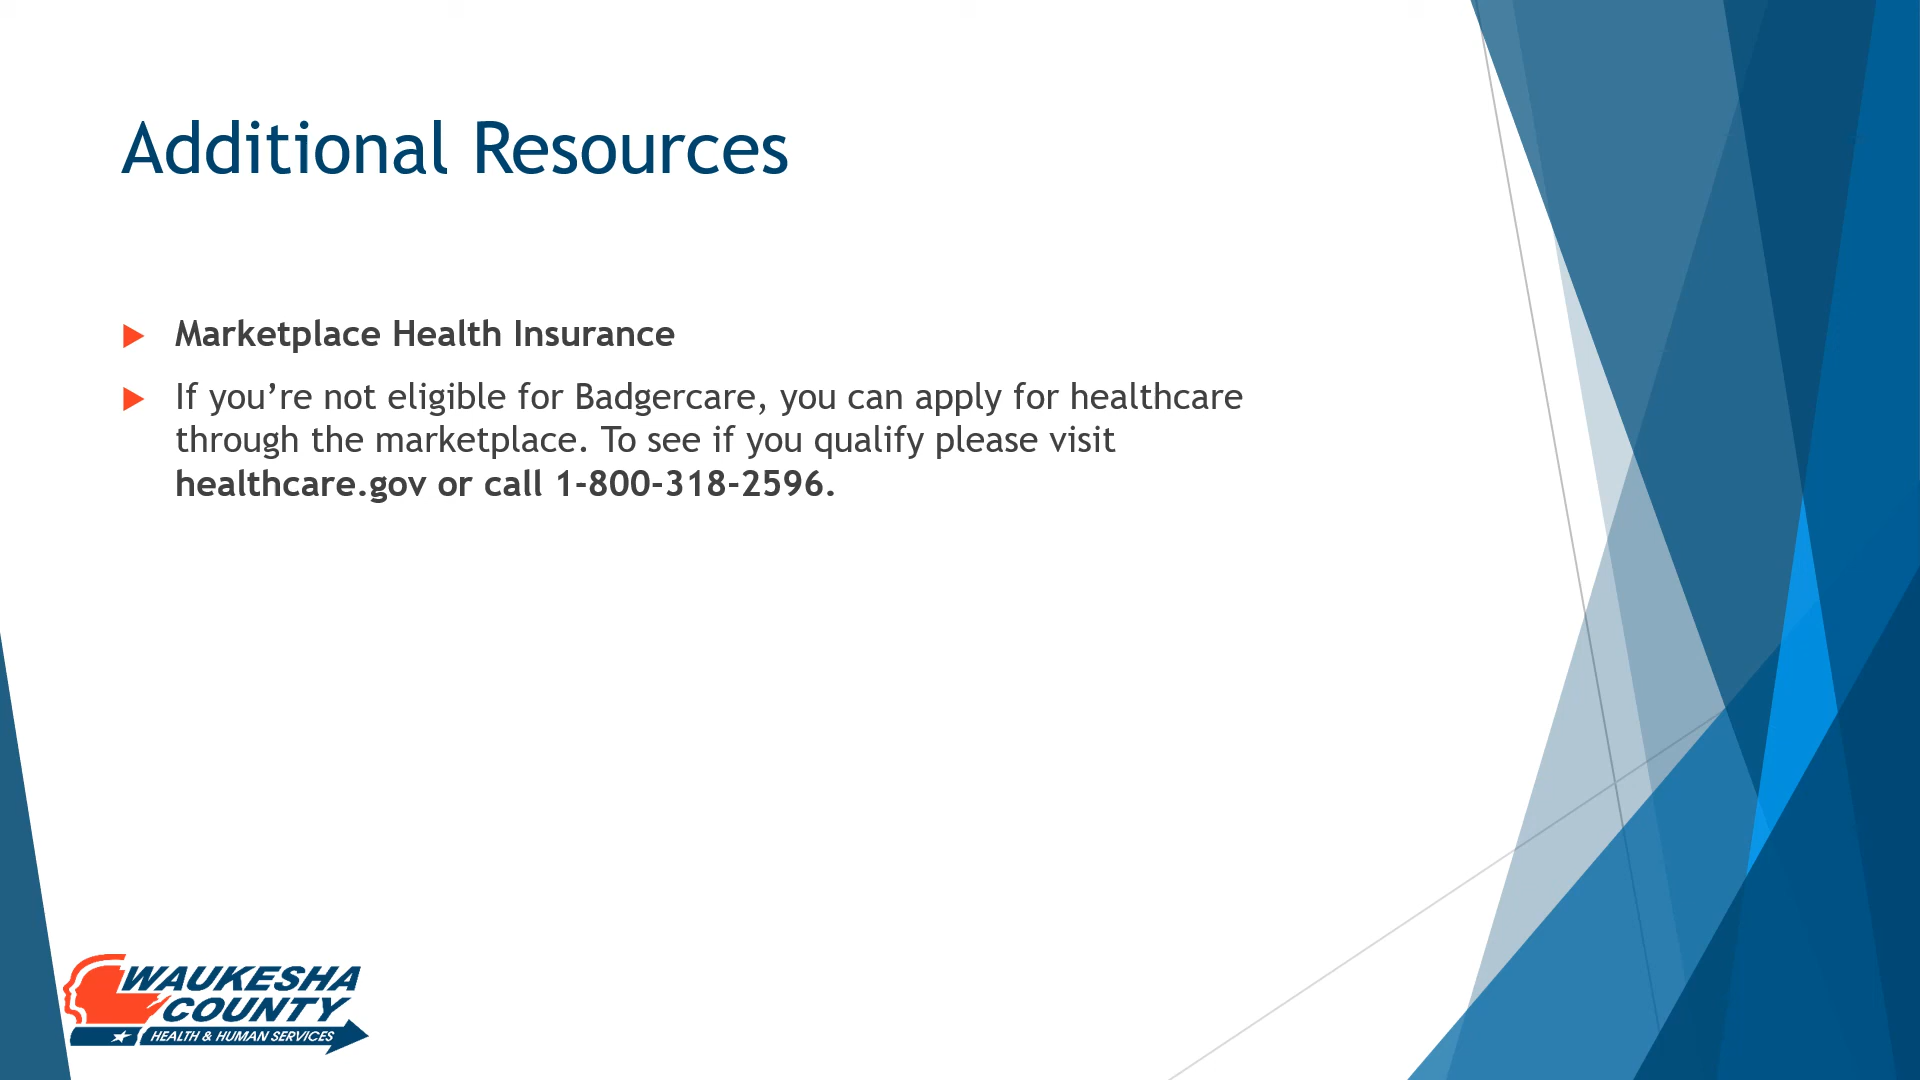 Additional Resources
Marketplace Health Insurance
If you’re not eligible for Badgercare, you can apply for healthcare
through the marketplace. To see if you qualify please visit
healthcare.gov or call 1-800-318-2596.
WAUKESHA
COUNTY
HEALTH & HUMAN SERVICES